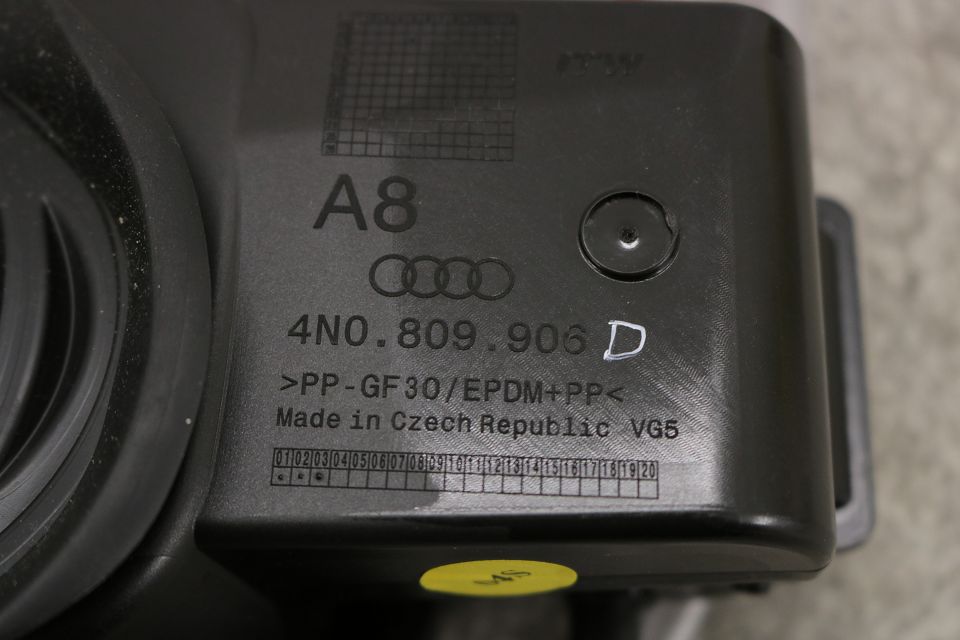 ITW
A8
4N0.809.906 D
>PP-GF30/EPDM+PP<
Made in Czech Republic VG5
01 02 03 04 05 06 07 08 09 10 11 12 13 14 15 16 17 18 19 20